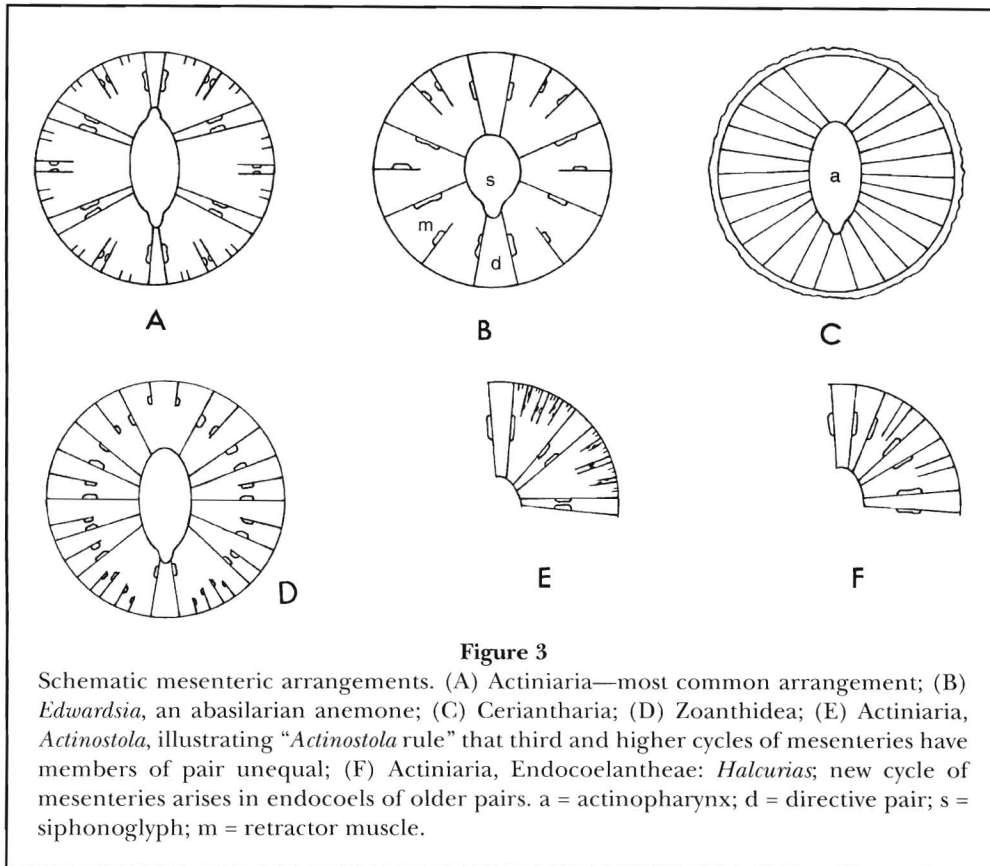 A
s
m
d
B
a
C
D
E
F
Figure 3
Schematic mesenteric arrangements. (A) Actiniaria—most common arrangement; (B)
Edwardsia, an abasilarian anemone; (C) Ceriantharia; (D) Zoanthidea; (E) Actiniaria,
Actinostola, illustrating “Actinostola rule” that third and higher cycles of mesenteries have
members of pair unequal; (F) Actiniaria, Endocoelantheae: Halcurias; new cycle of
mesenteries arises in endocoels of older pairs. a = actinopharynx; d = directive pair; s =
siphonoglyph; m = retractor muscle.